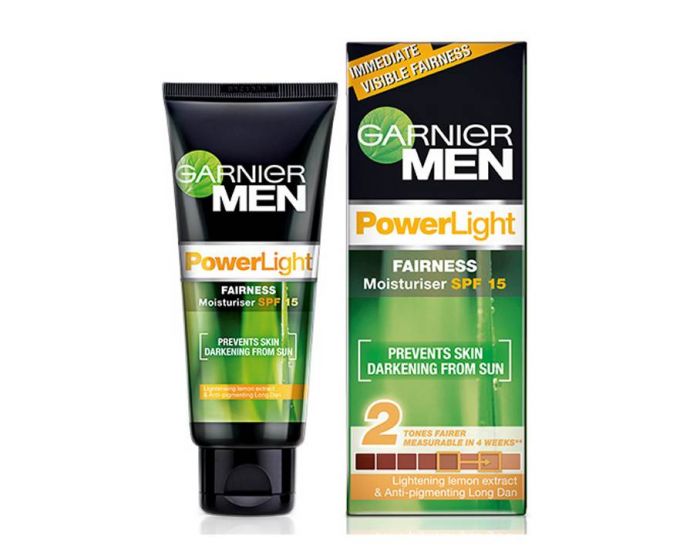 GARNIER
MEN
PowerLight
FAIRNESS
Moisturiser SPF 15
PREVENTS SKIN
DARKENING FROM SUN
Lightening lemon extract
& Anti-pigmenting Long Dan
IMMEDIATE
VISIBLE FAIRNESS
GARNIER
MEN
PowerLight
FAIRNESS
Moisturiser SPF 15
PREVENTS SKIN
DARKENING FROM SUN
2 TONES FAIRER
MEASURABLE IN 4 WEEKS**
Lightening lemon extract
& Anti-pigmenting Long Dan